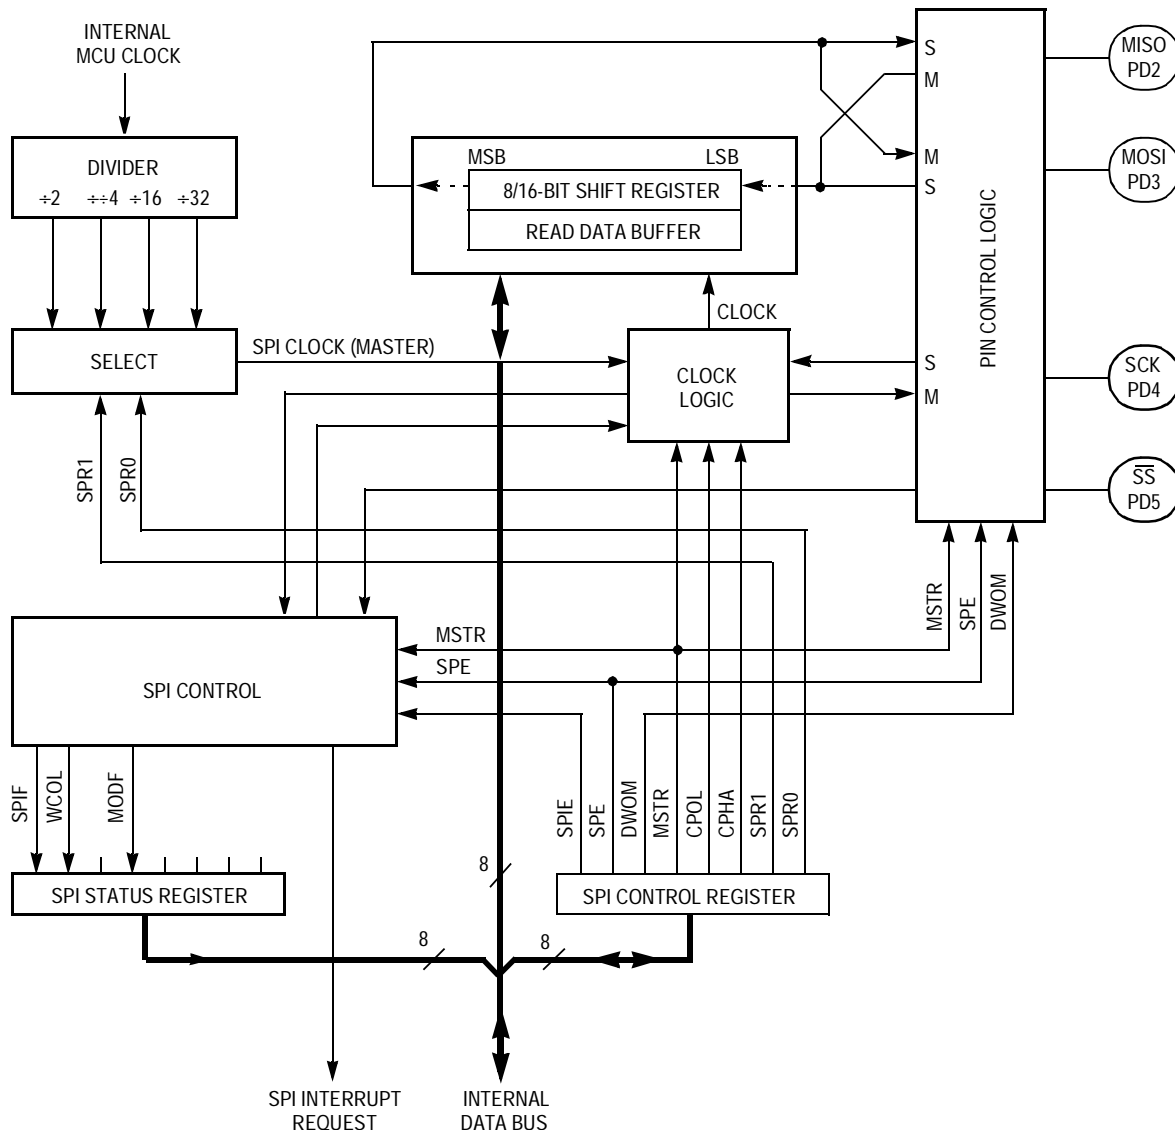 INTERNAL
MCU CLOCK
DIVIDER
÷2 ÷÷4 ÷16 ÷32
SELECT
SPI CLOCK (MASTER)
SPR1
SPR0
MSB LSB
8/16-BIT SHIFT REGISTER
READ DATA BUFFER
CLOCK
CLOCK
LOGIC
S
M
M
S
S
M
PIN CONTROL LOGIC
MISO
PD2
MOSI
PD3
SCK
PD4
SS
PD5
MSTR
SPE
DWOM
MSTR
SPE
SPI CONTROL
SPIF
WCOL
MODF
SPI STATUS REGISTER
SPIE
SPE
DWOM
MSTR
CPOL
CPHA
SPR1
SPR0
SPI CONTROL REGISTER
8
8
8
SPI INTERRUPT
REQUEST
INTERNAL
DATA BUS